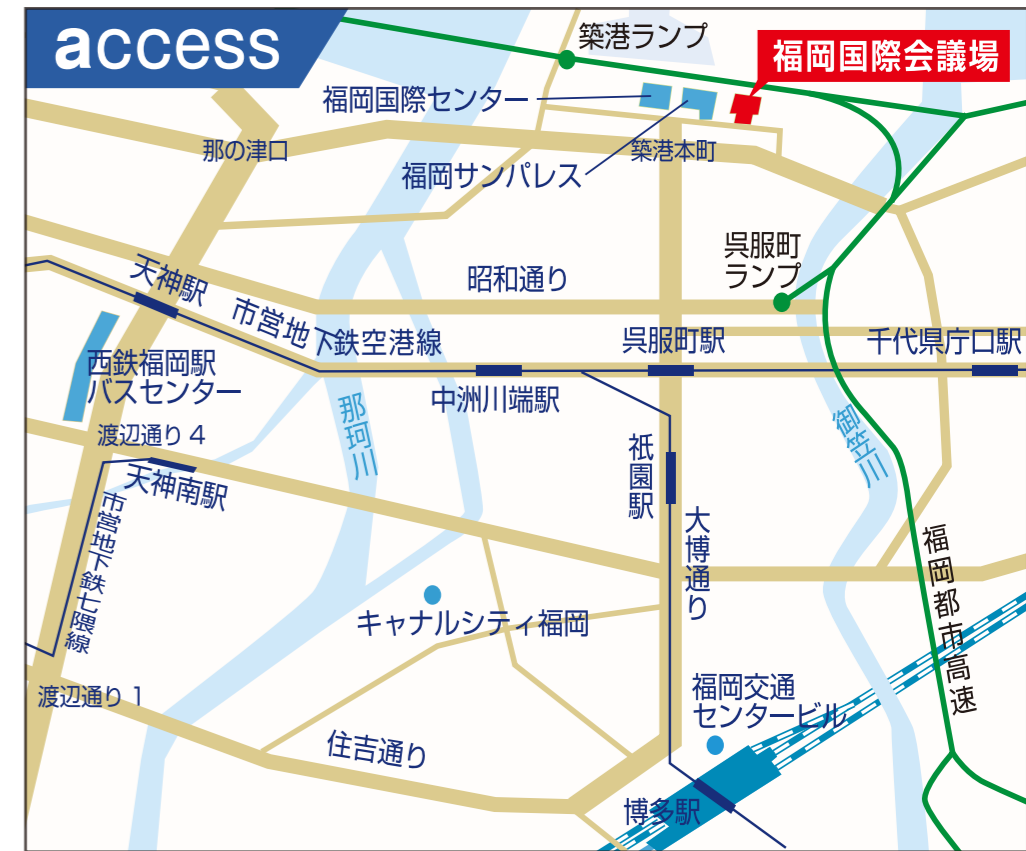 access
築港ランプ
福岡国際会議場
福岡国際センター
那の津口
築港本町
福岡サンパレス
呉服町
ランプ
天神駅
昭和通り
市営地下鉄空港線
呉服町駅
千代県庁口駅
西鉄福岡駅
バスセンター
中洲川端駅
那珂川
御笠川
渡辺通り4
祇園駅
天神南駅
市営地下鉄七隈線
大博通り
福岡都市高速
キャナルシティ福岡
渡辺通り1
福岡交通
センタービル
住吉通り
博多駅